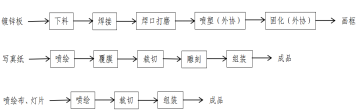 镀锌板 下料 焊接 焊口打磨 喷塑（外协） 固化（外协） 画框
写真纸 喷绘 覆膜 裁切 雕刻 组装 成品
喷绘布、灯片 喷绘 裁切 组装 成品